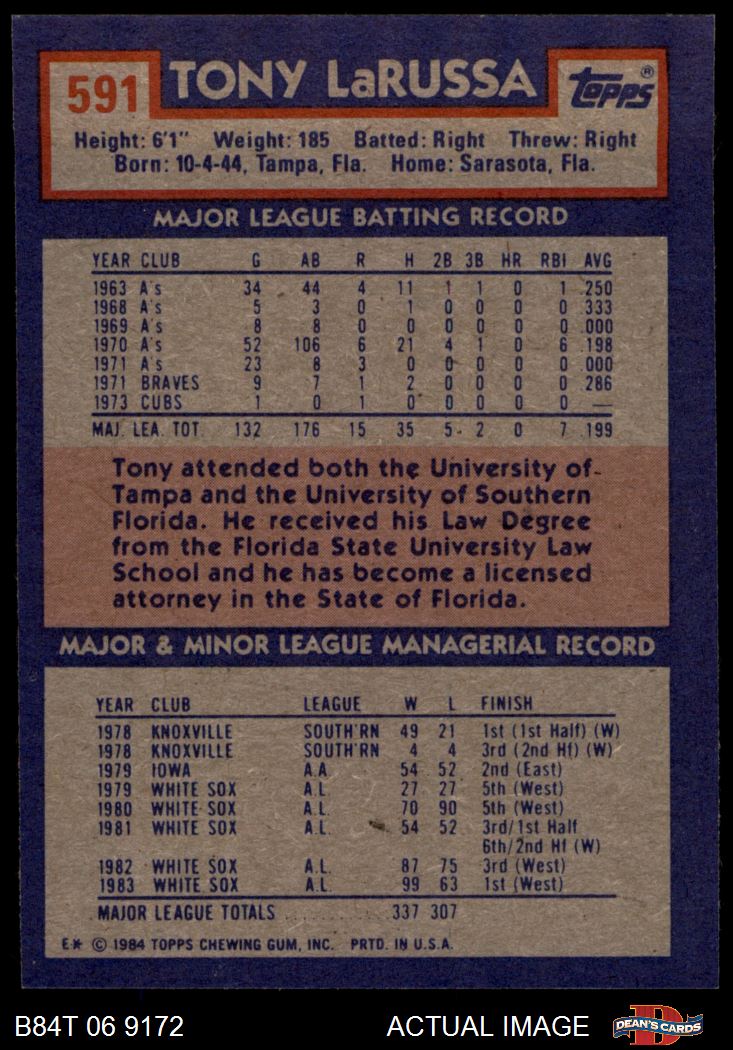 591 TONY LaRUSSA topps®
Height: 6'1" Weight: 185 Batted: Right Threw: Right
Born: 10-4-44, Tampa, Fla. Home: Sarasota, Fla.
MAJOR LEAGUE BATTING RECORD
YEAR CLUB G AB R H 2B 3B HR RBI AVG
1963 A's 34 44 4 11 1 1 0 1 .250
1968 A's 5 3 0 1 0 0 0 0 .333
1969 A's 8 8 0 0 0 0 0 0 .000
1970 A's 52 106 6 21 4 1 0 6 .198
1971 A's 23 8 3 0 0 0 0 0 .000
1971 BRAVES 9 7 1 2 0 0 0 0 .286
1973 CUBS 1 0 1 0 0 0 0 0 —
MAJ. LEA. TOT. 132 176 15 35 5 2 0 7 .199
Tony attended both the University of
Tampa and the University of Southern
Florida. He received his Law Degree
from the Florida State University Law
School and he has become a licensed
attorney in the State of Florida.
MAJOR & MINOR LEAGUE MANAGERIAL RECORD
YEAR CLUB LEAGUE W L FINISH
1978 KNOXVILLE SOUTH'RN 49 21 1st (1st Half) (W)
1978 KNOXVILLE SOUTH'RN 4 4 3rd (2nd Hf) (W)
1979 IOWA A.A. 54 52 2nd (East)
1979 WHITE SOX A.L. 27 27 5th (West)
1980 WHITE SOX A.L. 70 90 5th (West)
1981 WHITE SOX A.L. 54 52 3rd/1st Half
6th/2nd Hf (W)
1982 WHITE SOX A.L. 87 75 3rd (West)
1983 WHITE SOX A.L. 99 63 1st (West)
MAJOR LEAGUE TOTALS .......... 337 307
E* © 1984 TOPPS CHEWING GUM, INC. PRTD. IN U.S.A.
B84T 06 9172 ACTUAL IMAGE DEAN'S CARDS